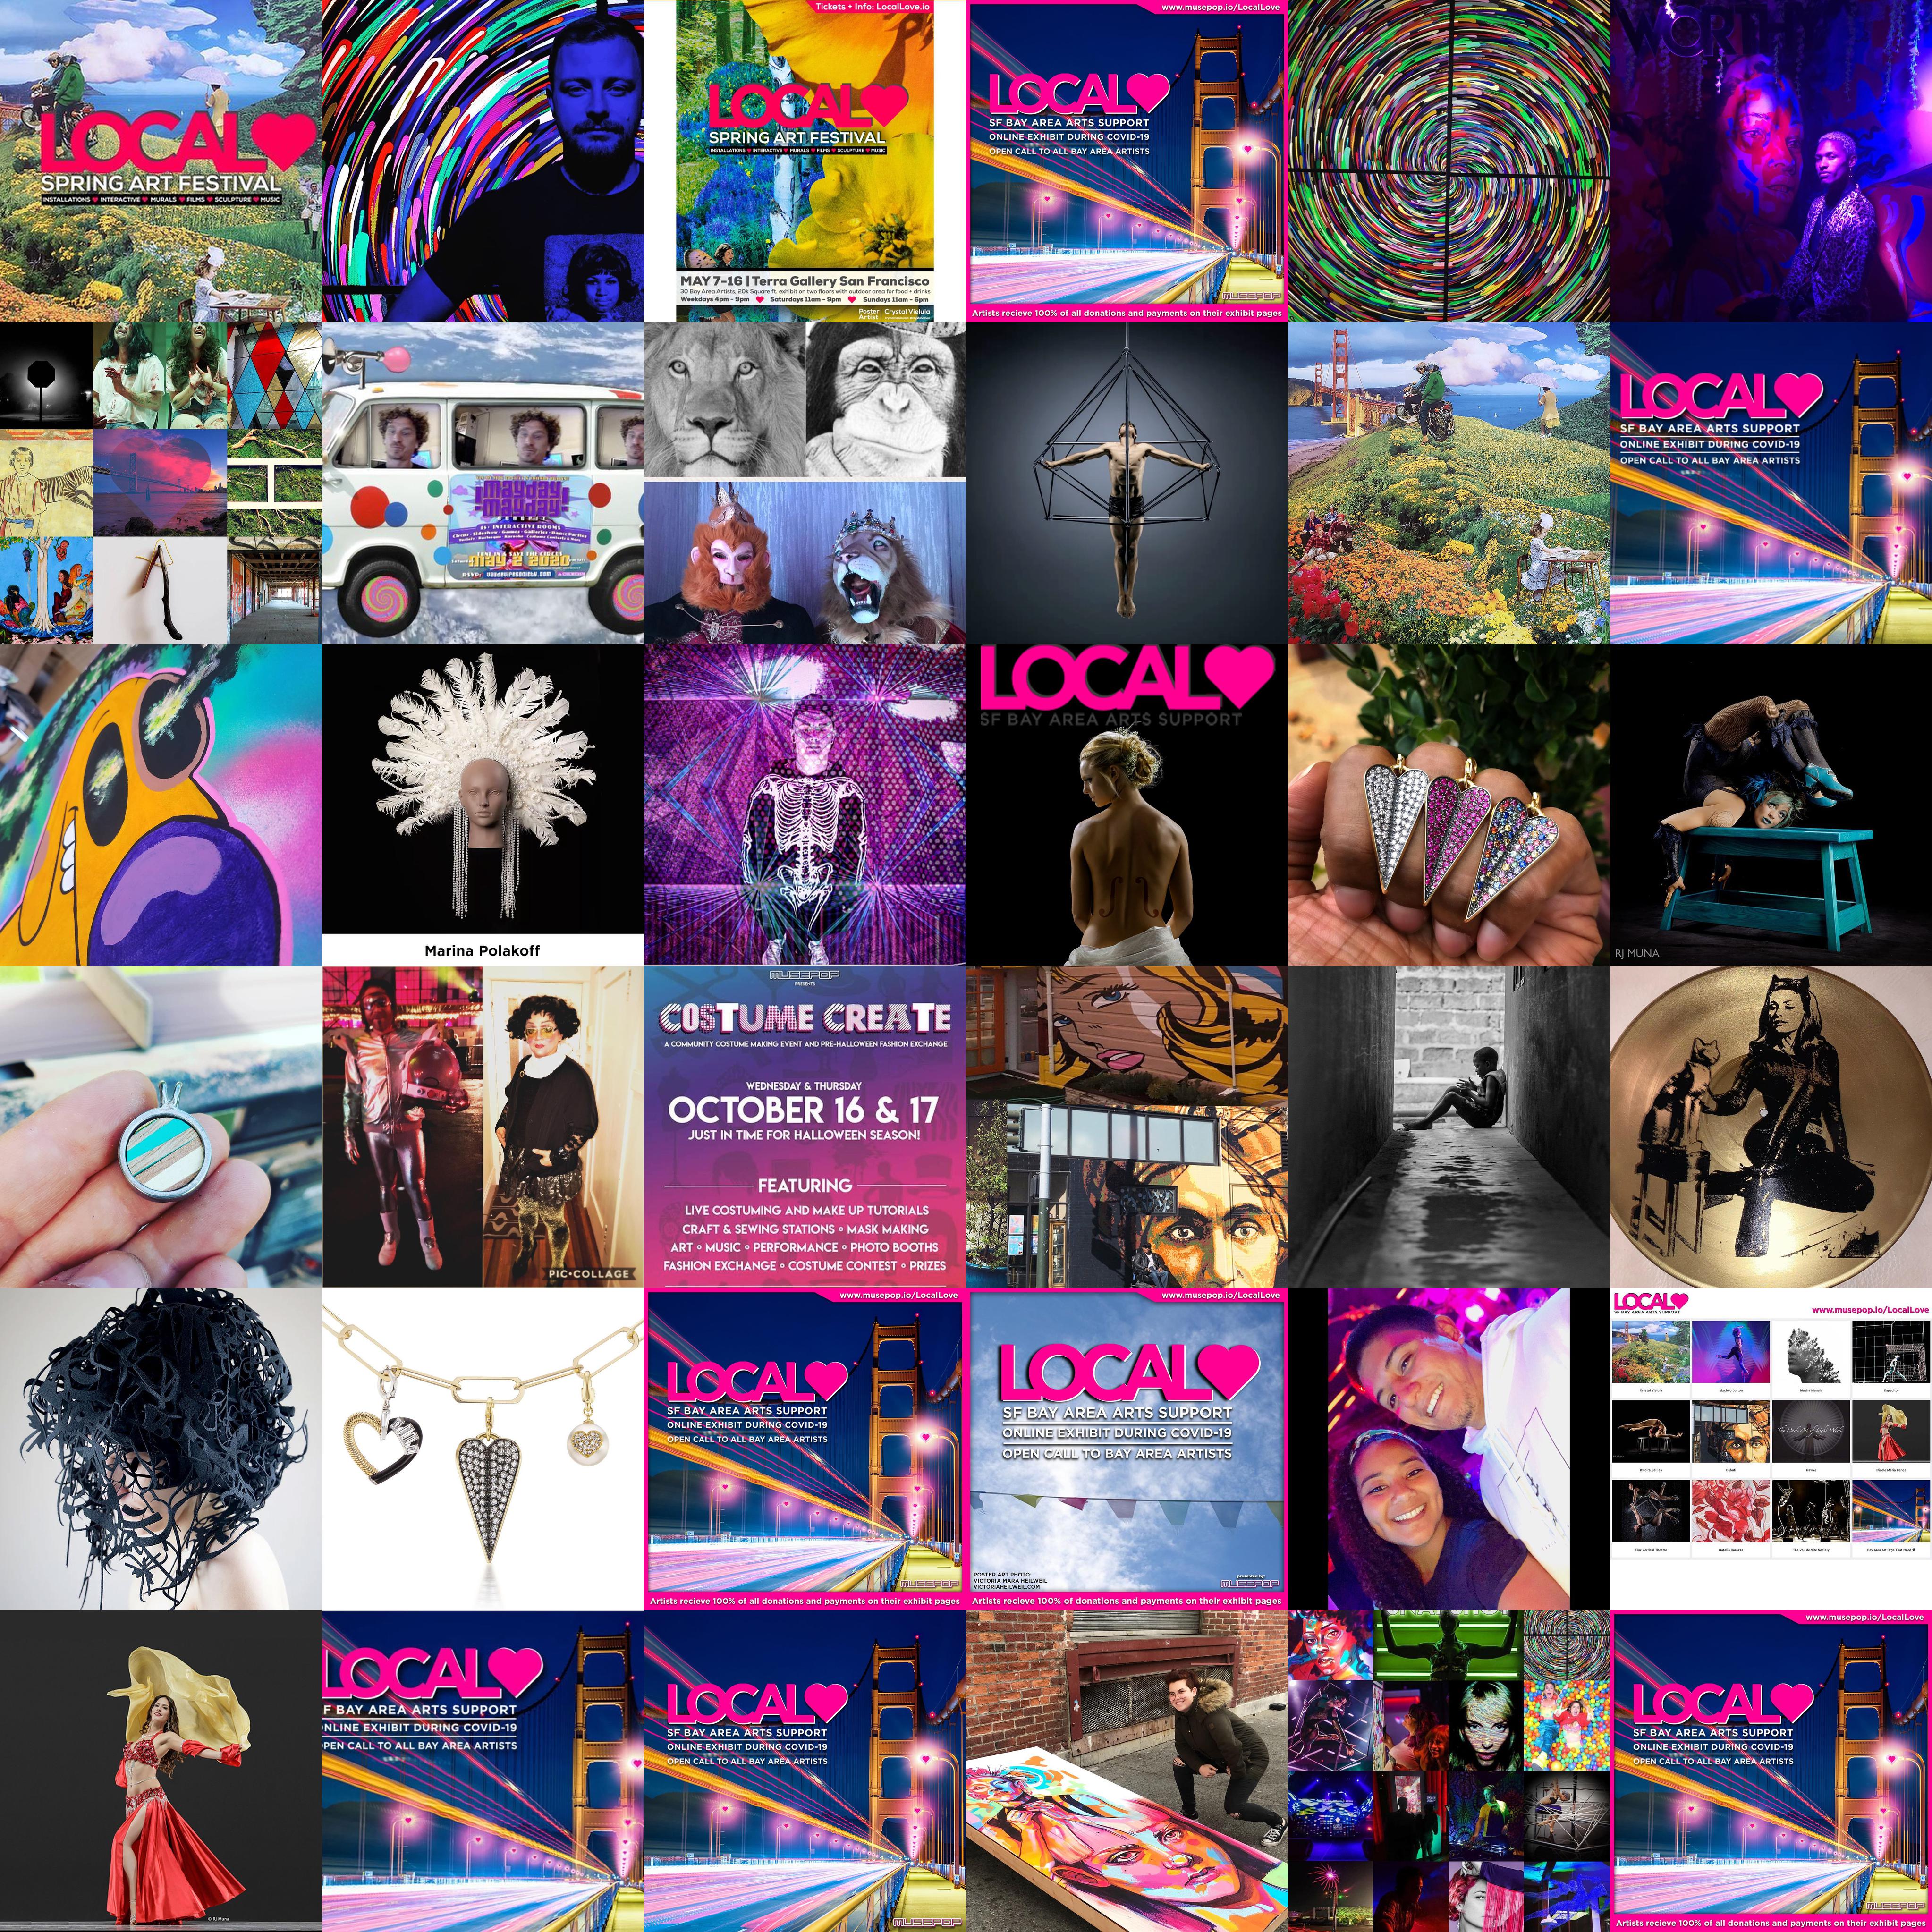 LOCAL
SPRING ART FESTIVAL
INSTALLATIONS ♥ INTERACTIVE ♥ MURALS ♥ FILMS ♥ SCULPTURE ♥ MUSIC
Tickets + Info: LocalLove.io
LOCAL
SPRING ART FESTIVAL
INSTALLATIONS ♥ INTERACTIVE ♥ MURALS ♥ FILMS ♥ SCULPTURE ♥ MUSIC
MAY 7-16 | Terra Gallery San Francisco
30 Bay Area Artists, 20k Square ft. exhibit on two floors with outdoor area for food + drinks
Weekdays 4pm - 9pm ♥ Saturdays 11am - 9pm ♥ Sundays 11am - 6pm
Poster Artist | Crystal Vielula
www.musepop.io/LocalLove
LOCAL
SF BAY AREA ARTS SUPPORT
ONLINE EXHIBIT DURING COVID-19
OPEN CALL TO ALL BAY AREA ARTISTS
MUSEPOP
Artists recieve 100% of all donations and payments on their exhibit pages
WORTHY
MAYDAY
MAYDAY!
44+ INTERACTIVE ROOMS
MAY 2 2020
LOCAL
SF BAY AREA ARTS SUPPORT
ONLINE EXHIBIT DURING COVID-19
OPEN CALL TO ALL BAY AREA ARTISTS
Marina Polakoff
LOCAL
SF BAY AREA ARTS SUPPORT
RJ MUNA
PIC•COLLAGE
MUSEPOP
PRESENTS
COSTUME CREATE
A COMMUNITY COSTUME MAKING EVENT AND PRE-HALLOWEEN FASHION EXCHANGE
WEDNESDAY & THURSDAY
OCTOBER 16 & 17
JUST IN TIME FOR HALLOWEEN SEASON!
FEATURING
LIVE COSTUMING AND MAKE UP TUTORIALS
CRAFT & SEWING STATIONS ∘ MASK MAKING
ART ∘ MUSIC ∘ PERFORMANCE ∘ PHOTO BOOTHS
FASHION EXCHANGE ∘ COSTUME CONTEST ∘ PRIZES
www.musepop.io/LocalLove
LOCAL
SF BAY AREA ARTS SUPPORT
ONLINE EXHIBIT DURING COVID-19
OPEN CALL TO ALL BAY AREA ARTISTS
MUSEPOP
Artists recieve 100% of all donations and payments on their exhibit pages
www.musepop.io/LocalLove
LOCAL
SF BAY AREA ARTS SUPPORT
ONLINE EXHIBIT DURING COVID-19
OPEN CALL TO BAY AREA ARTISTS
POSTER ART PHOTO:
VICTORIA MARA HEILWEIL
VICTORIAHEILWEIL.COM
presented by:
MUSEPOP
Artists recieve 100% of donations and payments on their exhibit pages
LOCAL
SF BAY AREA ARTS SUPPORT
www.musepop.io/LocalLove
© RJ Muna
LOCAL
F BAY AREA ARTS SUPPORT
NLINE EXHIBIT DURING COVID-19
PEN CALL TO ALL BAY AREA ARTISTS
LOCAL
SF BAY AREA ARTS SUPPORT
ONLINE EXHIBIT DURING COVID-19
OPEN CALL TO ALL BAY AREA ARTISTS
MUSEPOP
www.musepop.io/LocalLove
LOCAL
SF BAY AREA ARTS SUPPORT
ONLINE EXHIBIT DURING COVID-19
OPEN CALL TO ALL BAY AREA ARTISTS
MUSEPOP
Artists recieve 100% of all donations and payments on their exhibit pages